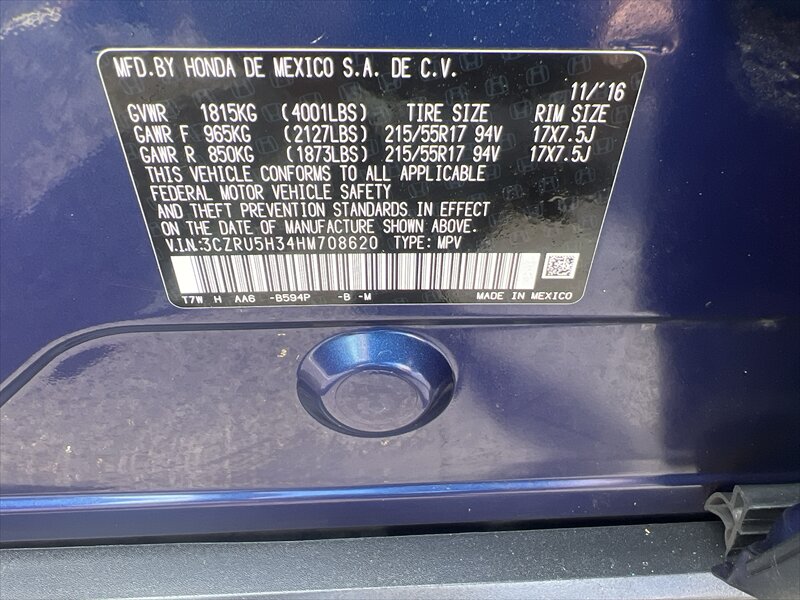 MFD.BY HONDA DE MEXICO S.A. DE C.V.
11/'16
GVWR 1815KG (4001LBS) TIRE SIZE RIM SIZE
GAWR F 965KG (2127LBS) 215/55R17 94V 17X7.5J
GAWR R 850KG (1873LBS) 215/55R17 94V 17X7.5J
THIS VEHICLE CONFORMS TO ALL APPLICABLE
FEDERAL MOTOR VEHICLE SAFETY
AND THEFT PREVENTION STANDARDS IN EFFECT
ON THE DATE OF MANUFACTURE SHOWN ABOVE.
V.I.N:3CZRU5H34HM708620 TYPE: MPV
T7W H AA6 -B594P -B -M MADE IN MEXICO